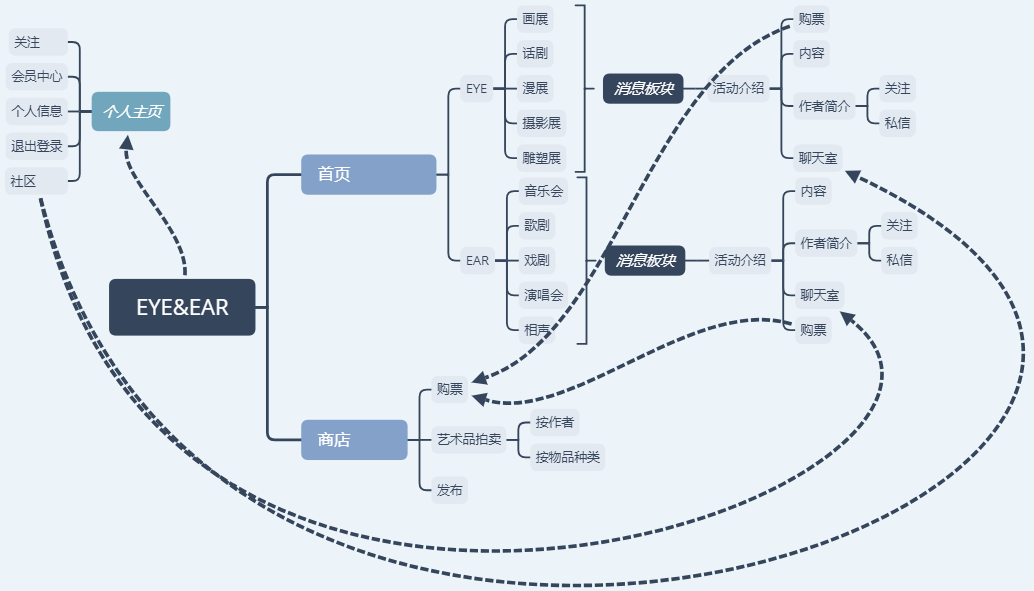 关注
会员中心
个人信息
退出登录
社区
个人主页
EYE&EAR
首页
EYE
画展
话剧
漫展
摄影展
雕塑展
消息板块
活动介绍
购票
内容
作者简介
关注
私信
聊天室
EAR
音乐会
歌剧
戏剧
演唱会
相声
消息板块
活动介绍
内容
作者简介
关注
私信
聊天室
购票
商店
购票
艺术品拍卖
按作者
按物品种类
发布